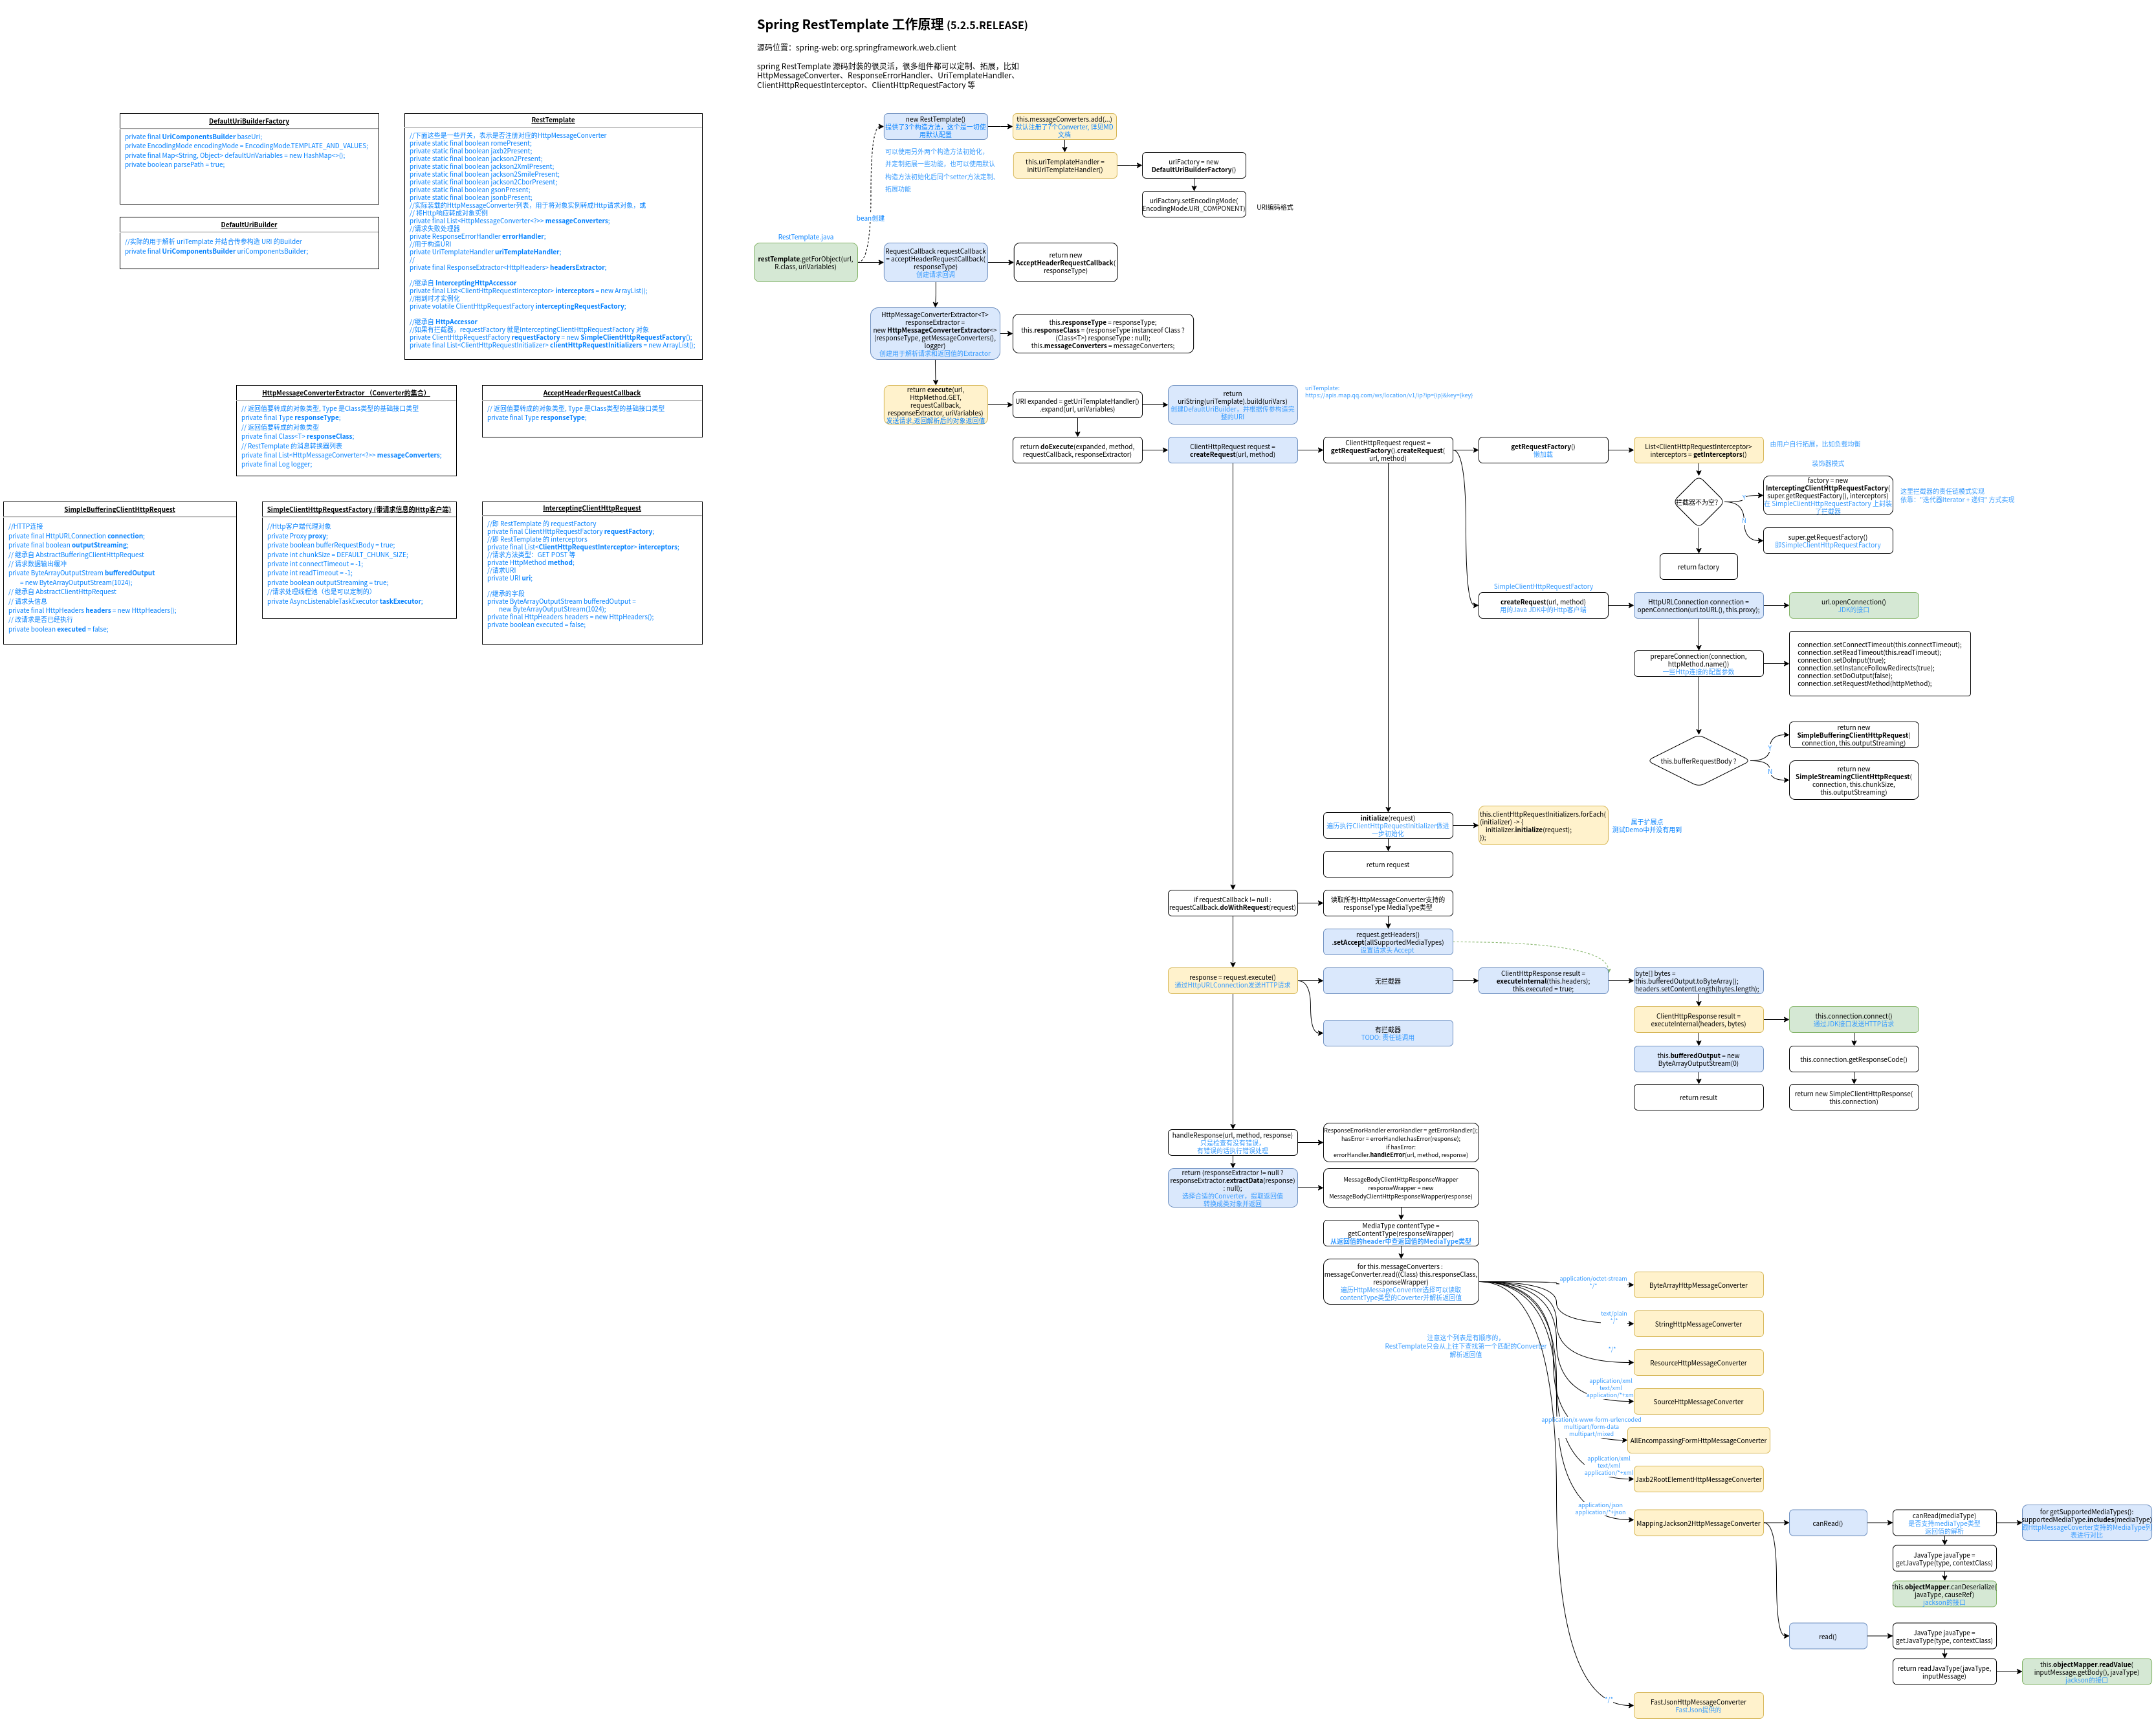 Spring RestTemplate 工作原理 (5.2.5.RELEASE)
源码位置：spring-web: org.springframework.web.client
spring RestTemplate 源码封装的很灵活，很多组件都可以定制、拓展，比如
HttpMessageConverter、ResponseErrorHandler、UriTemplateHandler、
ClientHttpRequestInterceptor、ClientHttpRequestFactory 等
DefaultUriBuilderFactory
private final UriComponentsBuilder baseUri;
private EncodingMode encodingMode = EncodingMode.TEMPLATE_AND_VALUES;
private final Map<String, Object> defaultUriVariables = new HashMap<>();
private boolean parsePath = true;
DefaultUriBuilder
//实际的用于解析 uriTemplate 并结合传参构造 URI 的Builder
private final UriComponentsBuilder uriComponentsBuilder;
RestTemplate
//下面这些是一些开关，表示是否注册对应的HttpMessageConverter
private static final boolean romePresent;
private static final boolean jaxb2Present;
private static final boolean jackson2Present;
private static final boolean jackson2XmlPresent;
private static final boolean jackson2SmilePresent;
private static final boolean jackson2CborPresent;
private static final boolean gsonPresent;
private static final boolean jsonbPresent;
//实际装载的HttpMessageConverter列表，用于将对象实例转成Http请求对象，或
// 将Http响应转成对象实例
private final List<HttpMessageConverter<?>> messageConverters;
//请求失败处理器
private ResponseErrorHandler errorHandler;
//用于构造URI
private UriTemplateHandler uriTemplateHandler;
//
private final ResponseExtractor<HttpHeaders> headersExtractor;
//继承自 InterceptingHttpAccessor
private final List<ClientHttpRequestInterceptor> interceptors = new ArrayList();
//用到时才实例化
private volatile ClientHttpRequestFactory interceptingRequestFactory;
//继承自 HttpAccessor
//如果有拦截器，requestFactory 就是InterceptingClientHttpRequestFactory 对象
private ClientHttpRequestFactory requestFactory = new SimpleClientHttpRequestFactory();
private final List<ClientHttpRequestInitializer> clientHttpRequestInitializers = new ArrayList();
HttpMessageConverterExtractor （Converter的集合）
// 返回值要转成的对象类型, Type 是Class类型的基础接口类型
private final Type responseType;
// 返回值要转成的对象类型
private final Class<T> responseClass;
// RestTemplate 的消息转换器列表
private final List<HttpMessageConverter<?>> messageConverters;
private final Log logger;
AcceptHeaderRequestCallback
// 返回值要转成的对象类型, Type 是Class类型的基础接口类型
private final Type responseType;
SimpleBufferingClientHttpRequest
//HTTP连接
private final HttpURLConnection connection;
private final boolean outputStreaming;
// 继承自 AbstractBufferingClientHttpRequest
// 请求数据输出缓冲
private ByteArrayOutputStream bufferedOutput
= new ByteArrayOutputStream(1024);
// 继承自 AbstractClientHttpRequest
// 请求头信息
private final HttpHeaders headers = new HttpHeaders();
// 改请求是否已经执行
private boolean executed = false;
SimpleClientHttpRequestFactory (带请求信息的Http客户端)
//Http客户端代理对象
private Proxy proxy;
private boolean bufferRequestBody = true;
private int chunkSize = DEFAULT_CHUNK_SIZE;
private int connectTimeout = -1;
private int readTimeout = -1;
private boolean outputStreaming = true;
//请求处理线程池（也是可以定制的）
private AsyncListenableTaskExecutor taskExecutor;
InterceptingClientHttpRequest
//即 RestTemplate 的 requestFactory
private final ClientHttpRequestFactory requestFactory;
//即 RestTemplate 的 interceptors
private final List<ClientHttpRequestInterceptor> interceptors;
//请求方法类型：GET POST 等
private HttpMethod method;
//请求URI
private URI uri;
//继承的字段
private ByteArrayOutputStream bufferedOutput =
new ByteArrayOutputStream(1024);
private final HttpHeaders headers = new HttpHeaders();
private boolean executed = false;
new RestTemplate()
提供了3个构造方法，这个是一切使
用默认配置
this.messageConverters.add(...)
默认注册了7个Converter, 详见MD
文档
可以使用另外两个构造方法初始化，
并定制拓展一些功能，也可以使用默认
构造方法初始化后同个setter方法定制、
拓展功能
this.uriTemplateHandler =
initUriTemplateHandler()
uriFactory = new
DefaultUriBuilderFactory()
uriFactory.setEncodingMode(
EncodingMode.URI_COMPONENT)
URI编码格式
bean创建
RestTemplate.java
restTemplate.getForObject(url,
R.class, uriVariables)
RequestCallback requestCallback
= acceptHeaderRequestCallback(
responseType)
创建请求回调
return new
AcceptHeaderRequestCallback(
responseType)
HttpMessageConverterExtractor<T>
responseExtractor =
new HttpMessageConverterExtractor<>
(responseType, getMessageConverters(),
logger)
创建用于解析请求和返回值的Extractor
this.responseType = responseType;
this.responseClass = (responseType instanceof Class ?
(Class<T>) responseType : null);
this.messageConverters = messageConverters;
return execute(url,
HttpMethod.GET,
requestCallback,
responseExtractor, uriVariables)
发送请求,返回解析后的对象返回值
URI expanded = getUriTemplateHandler()
.expand(url, uriVariables)
return
uriString(uriTemplate).build(uriVars)
创建DefaultUriBuilder，并根据传参构造完
整的URI
uriTemplate:
https://apis.map.qq.com/ws/location/v1/ip?ip={ip}&key={key}
return doExecute(expanded, method,
requestCallback, responseExtractor)
ClientHttpRequest request =
createRequest(url, method)
ClientHttpRequest request =
getRequestFactory().createRequest(
url, method)
getRequestFactory()
懒加载
List<ClientHttpRequestInterceptor>
interceptors = getInterceptors()
由用户自行拓展，比如负载均衡
装饰器模式
拦截器不为空?
Y
N
factory = new
InterceptingClientHttpRequestFactory(
super.getRequestFactory(), interceptors)
在 SimpleClientHttpRequestFactory 上封装
了拦截器
这里拦截器的责任链模式实现
依靠："迭代器Iterator + 递归" 方式实现
super.getRequestFactory()
即SimpleClientHttpRequestFactory
return factory
SimpleClientHttpRequestFactory
createRequest(url, method)
用的Java JDK中的Http客户端
HttpURLConnection connection =
openConnection(url.toURL(), this.proxy);
url.openConnection()
JDK的接口
prepareConnection(connection,
httpMethod.name())
一些Http连接的配置参数
connection.setConnectTimeout(this.connectTimeout);
connection.setReadTimeout(this.readTimeout);
connection.setDoInput(true);
connection.setInstanceFollowRedirects(true);
connection.setDoOutput(false);
connection.setRequestMethod(httpMethod);
this.bufferRequestBody ?
Y
N
return new
SimpleBufferingClientHttpRequest(
connection, this.outputStreaming)
return new
SimpleStreamingClientHttpRequest(
connection, this.chunkSize,
this.outputStreaming)
initialize(request)
遍历执行ClientHttpRequestInitializer做进
一步初始化
this.clientHttpRequestInitializers.forEach(
(initializer) -> {
initializer.initialize(request);
});
属于扩展点
测试Demo中并没有用到
return request
if requestCallback != null :
requestCallback.doWithRequest(request)
读取所有HttpMessageConverter支持的
responseType MediaType类型
request.getHeaders()
.setAccept(allSupportedMediaTypes)
设置请求头 Accept
response = request.execute()
通过HttpURLConnection发送HTTP请求
无拦截器
ClientHttpResponse result =
executeInternal(this.headers);
this.executed = true;
byte[] bytes =
this.bufferedOutput.toByteArray();
headers.setContentLength(bytes.length);
有拦截器
TODO: 责任链调用
ClientHttpResponse result =
executeInternal(headers, bytes)
this.connection.connect()
通过JDK接口发送HTTP请求
this.bufferedOutput = new
ByteArrayOutputStream(0)
this.connection.getResponseCode()
return result
return new SimpleClientHttpResponse(
this.connection)
handleResponse(url, method, response)
只是检查有没有错误，
有错误的话执行错误处理
ResponseErrorHandler errorHandler = getErrorHandler();
hasError = errorHandler.hasError(response);
if hasError:
errorHandler.handleError(url, method, response)
return (responseExtractor != null ?
responseExtractor.extractData(response)
: null);
选择合适的Converter，提取返回值
转换成类对象并返回
MessageBodyClientHttpResponseWrapper
responseWrapper = new
MessageBodyClientHttpResponseWrapper(response)
MediaType contentType =
getContentType(responseWrapper)
从返回值的header中查返回值的MediaType类型
for this.messageConverters :
messageConverter.read((Class) this.responseClass,
responseWrapper)
遍历HttpMessageConverter选择可以读取
contentType类型的Coverter并解析返回值
注意这个列表是有顺序的，
RestTemplate只会从上往下查找第一个匹配的Converter
解析返回值
application/octet-stream
*/*
ByteArrayHttpMessageConverter
text/plain
*/*
StringHttpMessageConverter
*/*
ResourceHttpMessageConverter
application/xml
text/xml
application/*+xml
SourceHttpMessageConverter
application/x-www-form-urlencoded
multipart/form-data
multipart/mixed
AllEncompassingFormHttpMessageConverter
application/xml
text/xml
application/*+xml
Jaxb2RootElementHttpMessageConverter
application/json
application/*+json
MappingJackson2HttpMessageConverter
canRead()
canRead(mediaType)
是否支持mediaType类型
返回值的解析
for getSupportedMediaTypes():
supportedMediaType.includes(mediaType)
跟HttpMessageCoverter支持的MediaType列
表进行对比
JavaType javaType =
getJavaType(type, contextClass)
this.objectMapper.canDeserialize(
javaType, causeRef)
jackson的接口
read()
JavaType javaType =
getJavaType(type, contextClass)
return readJavaType(javaType,
inputMessage)
this.objectMapper.readValue(
inputMessage.getBody(), javaType)
jackson的接口
*/*
FastJsonHttpMessageConverter
FastJson提供的